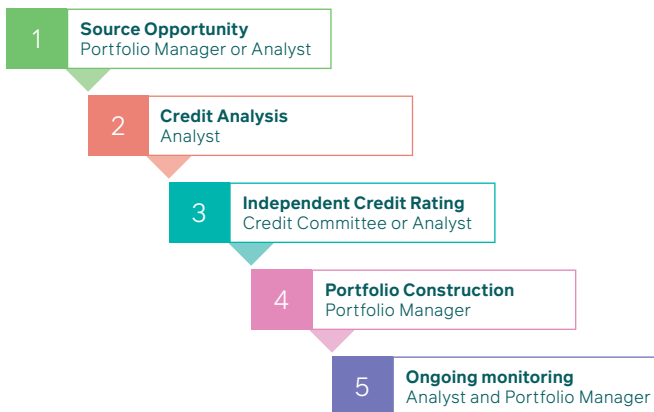 1
Source Opportunity
Portfolio Manager or Analyst
2
Credit Analysis
Analyst
3
Independent Credit Rating
Credit Committee or Analyst
4
Portfolio Construction
Portfolio Manager
5
Ongoing monitoring
Analyst and Portfolio Manager